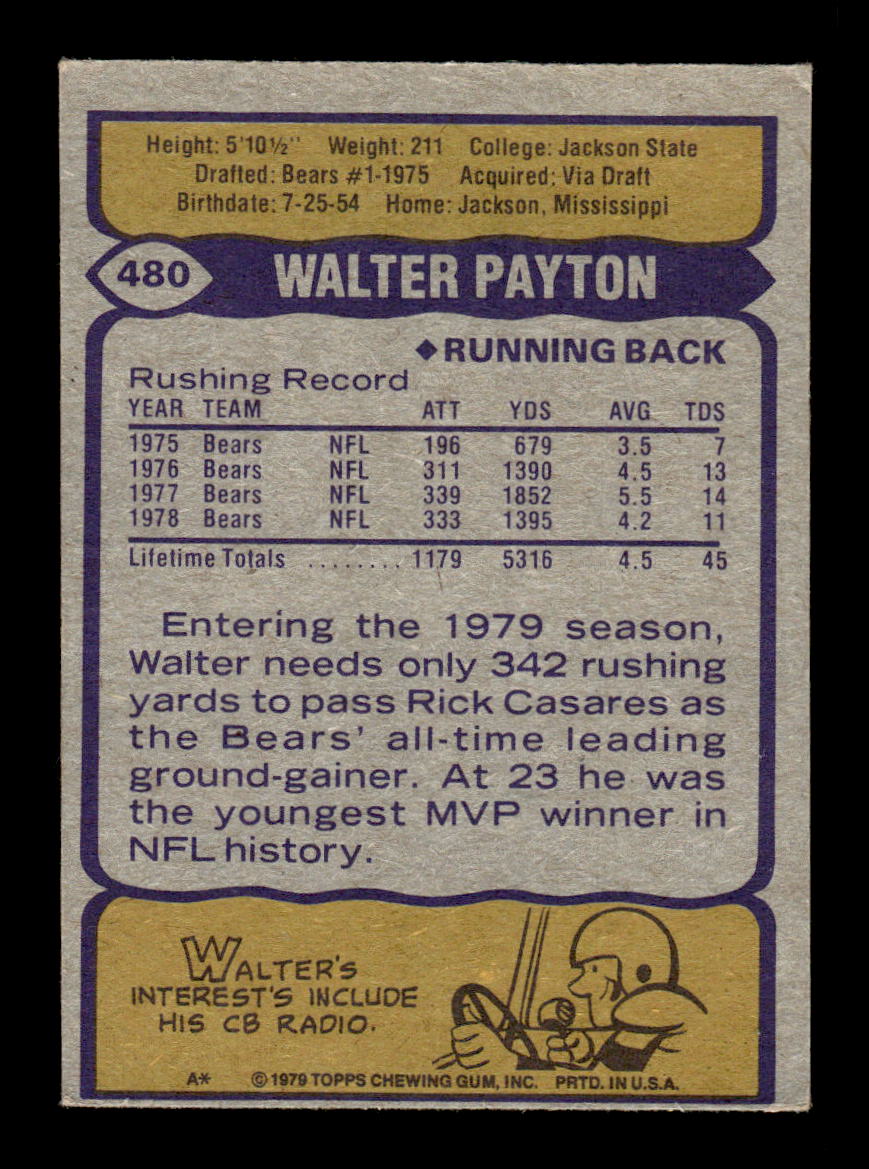 Height: 5'10½" Weight: 211 College: Jackson State
Drafted: Bears #1-1975 Acquired: Via Draft
Birthdate: 7-25-54 Home: Jackson, Mississippi
480 WALTER PAYTON
◆RUNNING BACK
Rushing Record
YEAR TEAM ATT YDS AVG TDS
1975 Bears NFL 196 679 3.5 7
1976 Bears NFL 311 1390 4.5 13
1977 Bears NFL 339 1852 5.5 14
1978 Bears NFL 333 1395 4.2 11
Lifetime Totals ........ 1179 5316 4.5 45
Entering the 1979 season,
Walter needs only 342 rushing
yards to pass Rick Casares as
the Bears' all-time leading
ground-gainer. At 23 he was
the youngest MVP winner in
NFL history.
WALTER'S
INTEREST'S INCLUDE
HIS CB RADIO.
A* © 1979 TOPPS CHEWING GUM, INC. PRTD. IN U.S.A.